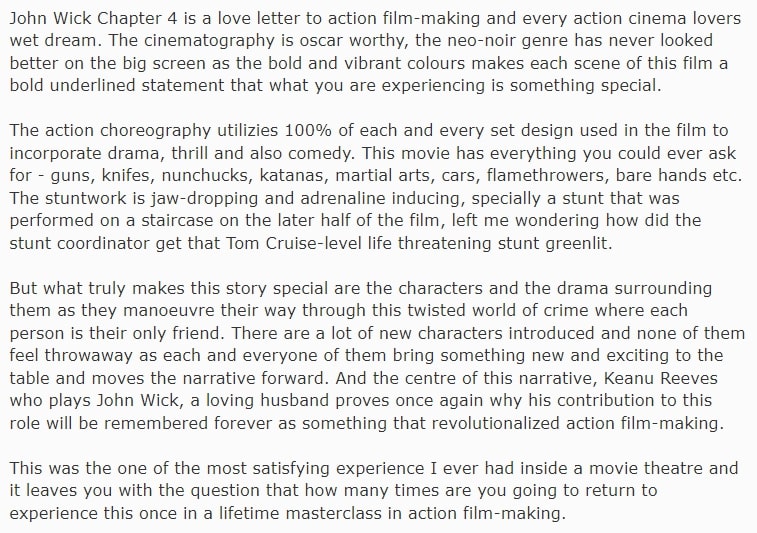 John Wick Chapter 4 is a love letter to action film-making and every action cinema lovers
wet dream. The cinematography is oscar worthy, the neo-noir genre has never looked
better on the big screen as the bold and vibrant colours makes each scene of this film a
bold underlined statement that what you are experiencing is something special.

The action choreography utilizies 100% of each and every set design used in the film to
incorporate drama, thrill and also comedy. This movie has everything you could ever ask
for - guns, knifes, nunchucks, katanas, martial arts, cars, flamethrowers, bare hands etc.
The stuntwork is jaw-dropping and adrenaline inducing, specially a stunt that was
performed on a staircase on the later half of the film, left me wondering how did the
stunt coordinator get that Tom Cruise-level life threatening stunt greenlit.

But what truly makes this story special are the characters and the drama surrounding
them as they manoeuvre their way through this twisted world of crime where each
person is their only friend. There are a lot of new characters introduced and none of them
feel throwaway as each and everyone of them bring something new and exciting to the
table and moves the narrative forward. And the centre of this narrative, Keanu Reeves
who plays John Wick, a loving husband proves once again why his contribution to this
role will be remembered forever as something that revolutionalized action film-making.

This was the one of the most satisfying experience I ever had inside a movie theatre and
it leaves you with the question that how many times are you going to return to
experience this once in a lifetime masterclass in action film-making.